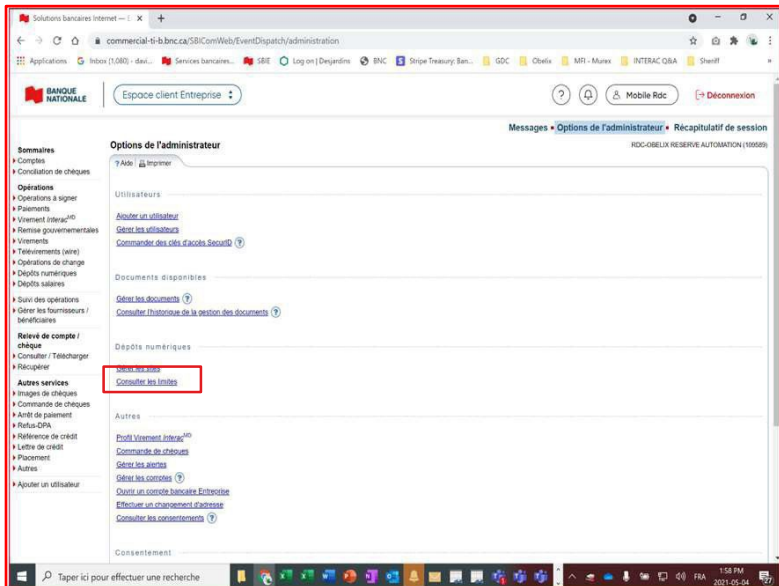 Solutions bancaires Internet — S
commercial-ti-b.bnc.ca/SBIComWeb/EventDispatch/administration
Applications
Inbox (1,080) - davi...
Services bancaires...
SBIE
Log on | Desjardins
BNC
Stripe Treasury: Ban...
GDC
Obelix
MFI - Murex
INTERAC Q&A
Sheriff
BANQUE
NATIONALE
Espace client Entreprise
?
Mobile Rdc
Déconnexion
Messages • Options de l'administrateur • Récapitulatif de session
RDC-OBELIX RESERVE AUTOMATION (109589)
Sommaires
Comptes
Conciliation de chèques
Opérations
Opérations à signer
Paiements
Virement Interac MD
Remise gouvernementales
Virements
Télévirements (wire)
Opérations de change
Dépôts numériques
Dépôts salaires
Suivi des opérations
Gérer les fournisseurs /
bénéficiaires
Relevé de compte /
chèque
Consulter / Télécharger
Récupérer
Autres services
Images de chèques
Commande de chèques
Arrêt de paiement
Refus-DPA
Référence de crédit
Lettre de crédit
Placement
Autres
Ajouter un utilisateur
Options de l'administrateur
? Aide Imprimer
Utilisateurs
Ajouter un utilisateur
Gérer les utilisateurs
Commander des clés d'accès SecurID ?
Documents disponibles
Gérer les documents ?
Consulter l'historique de la gestion des documents ?
Dépôts numériques
Gérer les sites
Consulter les limites
Autres
Profil Virement Interac MD
Commande de chèques
Gérer les alertes
Gérer les comptes ?
Ouvrir un compte bancaire Entreprise
Effectuer un changement d'adresse
Consulter les consentements ?
Consentement
Taper ici pour effectuer une recherche
FRA
1:58 PM
2021-05-04